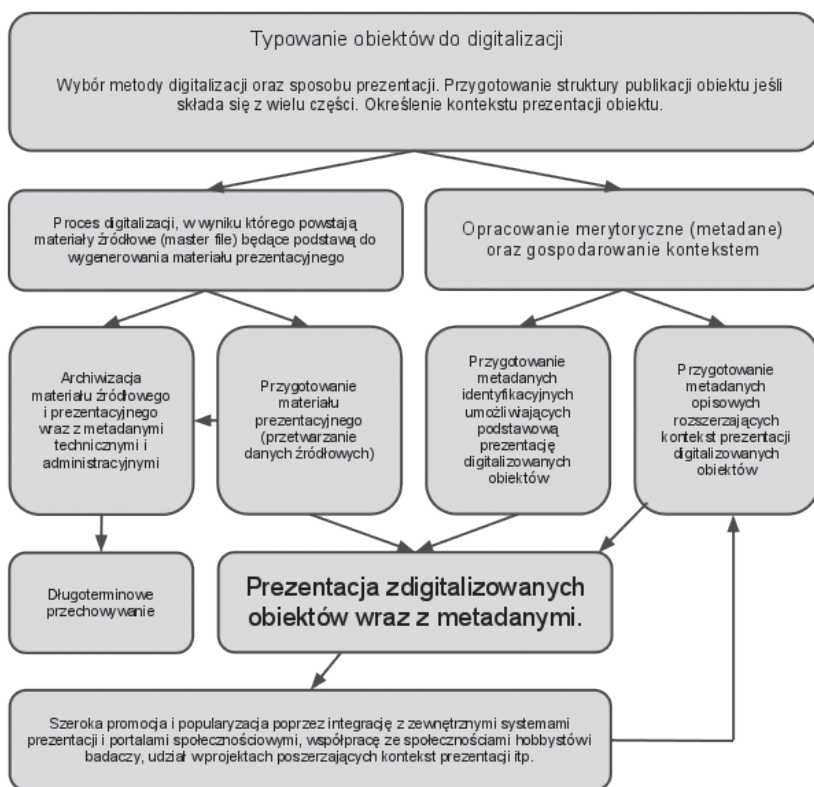 Typowanie obiektów do digitalizacji
Wybór metody digitalizacji oraz sposobu prezentacji. Przygotowanie struktury publikacji obiektu jeśli
składa się z wielu części. Określenie kontekstu prezentacji obiektu.
Proces digitalizacji, w wyniku którego powstają
materiały źródłowe (master file) będące podstawą do
wygenerowania materiału prezentacyjnego
Opracowanie merytoryczne (metadane)
oraz gospodarowanie kontekstem
Archiwizacja
materiału źródłowego
i prezentacyjnego
wraz z metadanymi
technicznymi i
administracyjnymi
Przygotowanie
materiału
prezentacyjnego
(przetwarzanie
danych źródłowych)
Przygotowanie
metadanych
identyfikacyjnych
umożliwiających
podstawową
prezentację
digitalizowanych
obiektów
Przygotowanie
metadanych
opisowych
rozszerzających
kontekst prezentacji
digitalizowanych
obiektów
Długoterminowe
przechowywanie
Prezentacja zdigitalizowanych
obiektów wraz z metadanymi.
Szeroka promocja i popularyzacja poprzez integrację z zewnętrznymi systemami
prezentacji i portalami społecznościowymi, współpracę ze społecznościami hobbystów i
badaczy, udział w projektach poszerzających kontekst prezentacji itp.